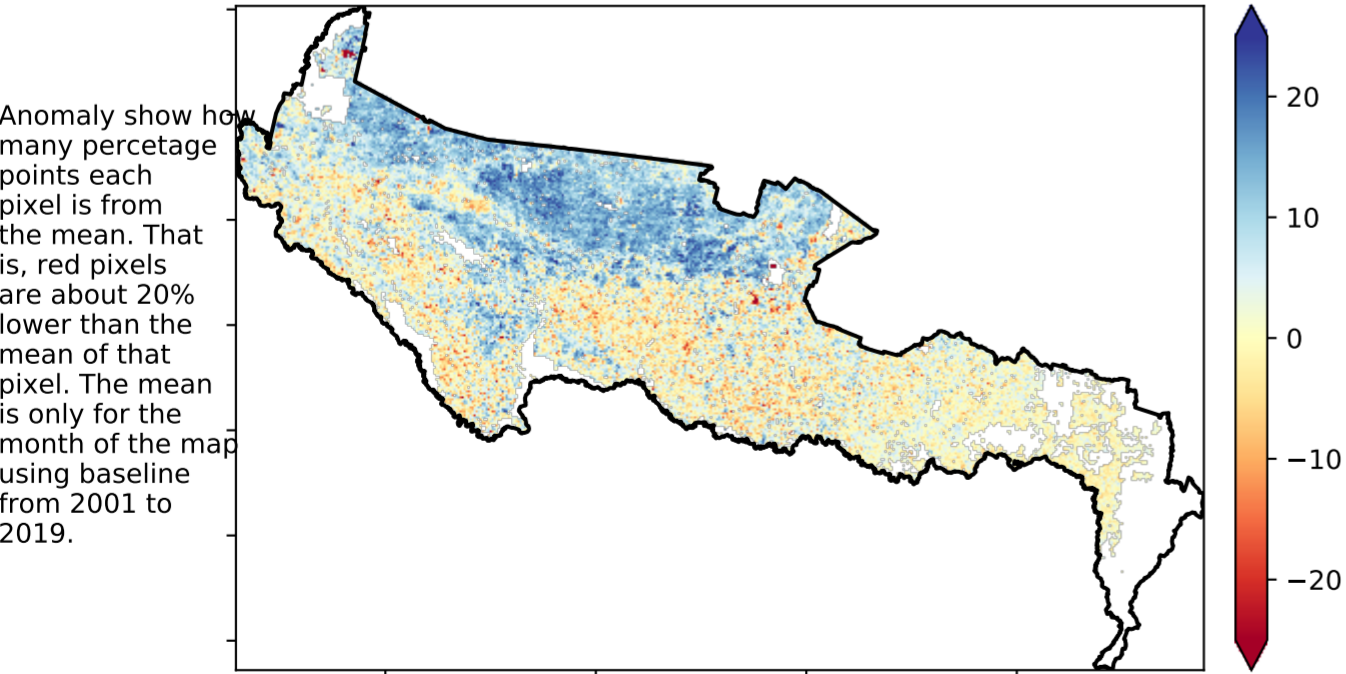 Anomaly show how
many percetage
points each
pixel is from
the mean. That
is, red pixels
are about 20%
lower than the
mean of that
pixel. The mean
is only for the
month of the map
using baseline
from 2001 to
2019.
20
10
0
−10
−20